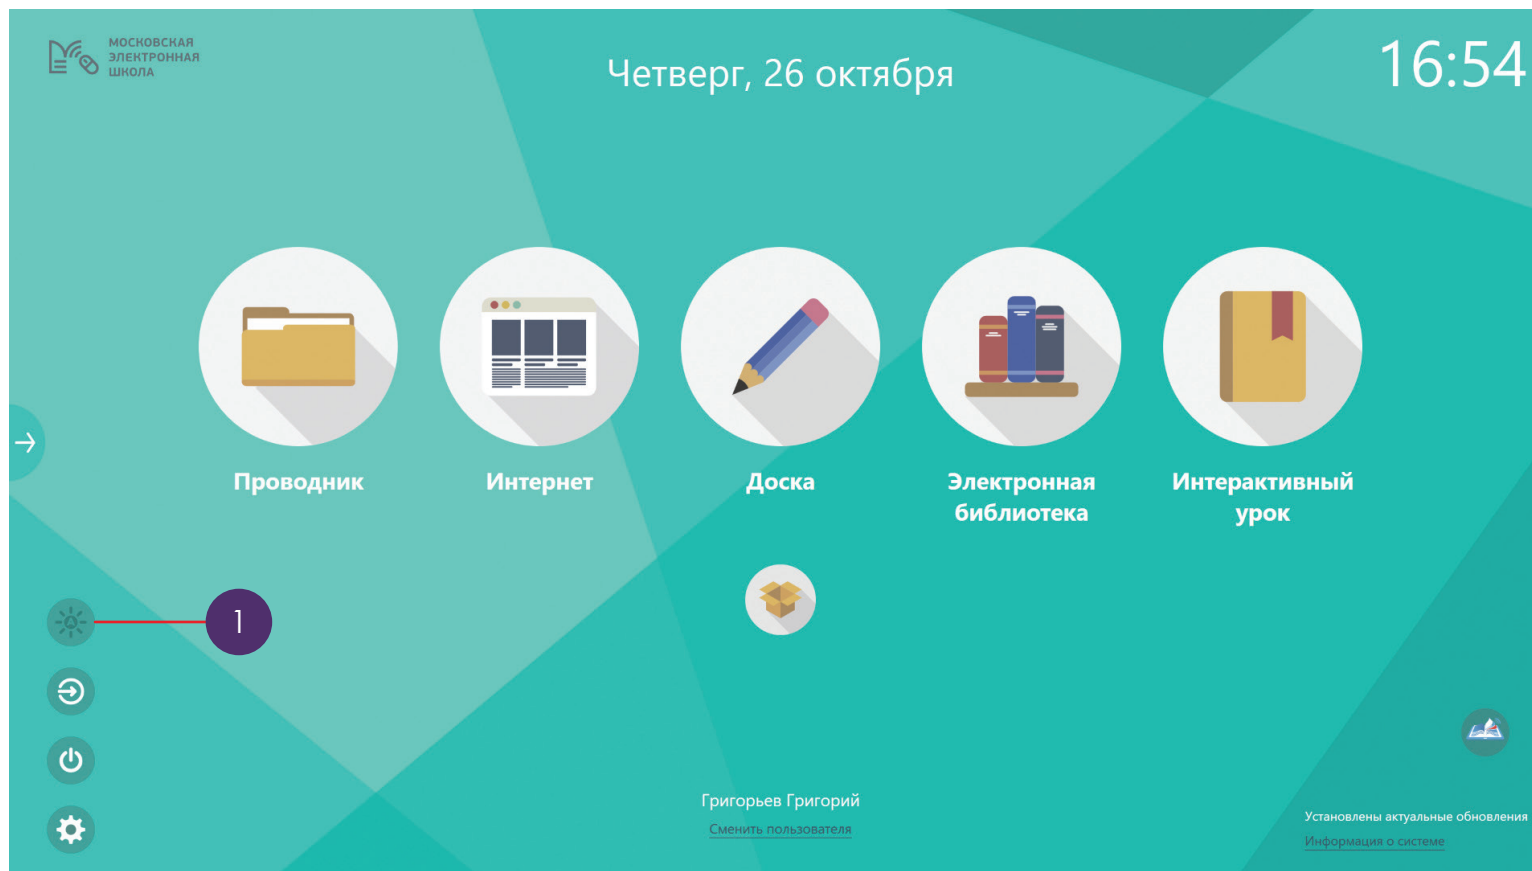 МОСКОВСКАЯ
ЭЛЕКТРОННАЯ
ШКОЛА
Четверг, 26 октября
16:54
Проводник
Интернет
Доска
Электронная
библиотека
Интерактивный
урок
1
Григорьев Григорий
Сменить пользователя
Установлены актуальные обновления
Информация о системе